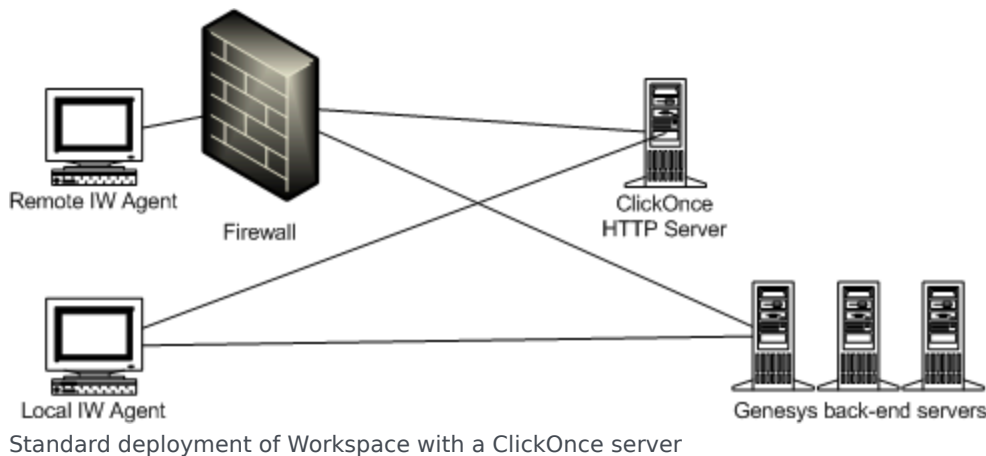 Remote IW Agent
Firewall
ClickOnce
HTTP Server
Local IW Agent
Genesys back-end servers
Standard deployment of Workspace with a ClickOnce server